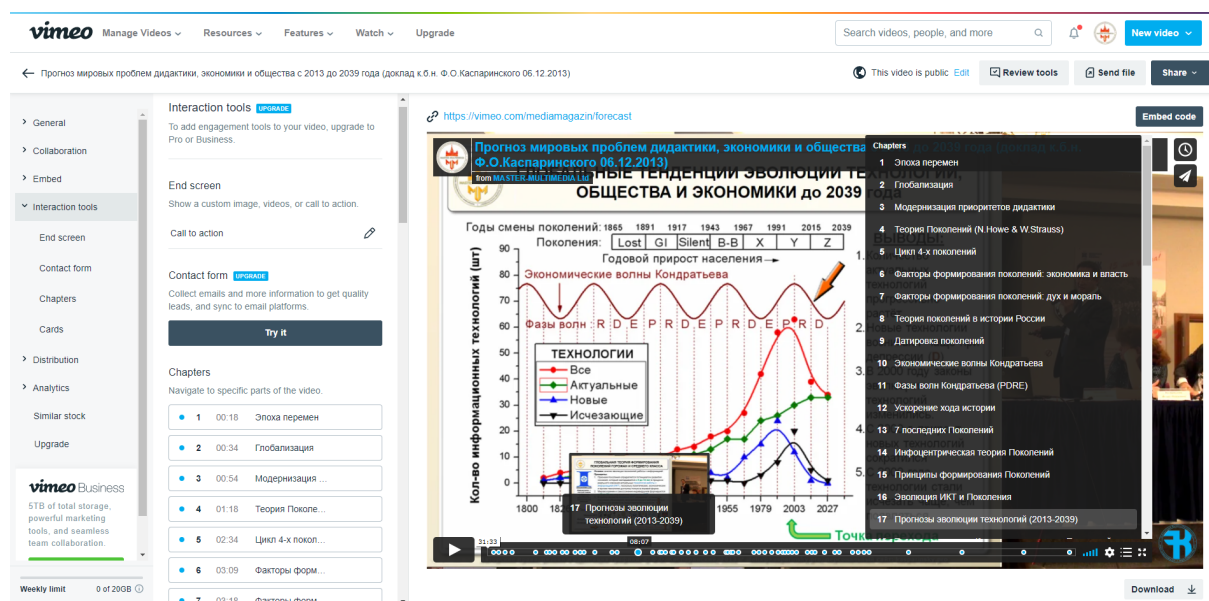 vimeo Manage Videos Resources Features Watch Upgrade
Search videos, people, and more
New video
Прогноз мировых проблем дидактики, экономики и общества с 2013 до 2039 года (доклад к.б.н. Ф.О.Каспаринского 06.12.2013)
This video is public Edit
Review tools
Send file
Share
General
Collaboration
Embed
Interaction tools
End screen
Contact form
Chapters
Cards
Distribution
Analytics
Similar stock
Upgrade
vimeo Business
5TB of total storage,
powerful marketing
tools, and seamless
team collaboration.
Weekly limit 0 of 20GB
Interaction tools UPGRADE
To add engagement tools to your video, upgrade to
Pro or Business.
End screen
Show a custom image, videos, or call to action.
Call to action
Contact form UPGRADE
Collect emails and more information to get quality
leads, and sync to email platforms.
Try it
Chapters
Navigate to specific parts of the video.
1 00:18 Эпоха перемен
2 00:34 Глобализация
3 00:54 Модернизация ...
4 01:18 Теория Поколе...
5 02:34 Цикл 4-х покол...
6 03:09 Факторы форм...
7 03:18 Факторы форм...
https://vimeo.com/mediamagazin/forecast
Embed code
Прогноз мировых проблем дидактики, экономики и общества
Ф.О.Каспаринского 06.12.2013)
from MASTER-MULTIMEDIA Ltd
ТЕНДЕНЦИИ ЭВОЛЮЦИИ
ОБЩЕСТВА И ЭКОНОМИКИ до 2039 года
Годы смены поколений: 1865 1891 1917 1943 1967 1991 2015 2039
Поколения: Lost GI Silent B-B X Y Z
Годовой прирост населения
Экономические волны Кондратьева
Фазы волн: R D E P R D E P R D E P R D E P R D
Кол-во информационных технологий (шт)
90
80
70
60
50
40
30
20
10
0
ТЕХНОЛОГИИ
Все
Актуальные
Новые
Исчезающие
1800
1955 1979 2003 2027
Точка перехода
ВЫВОДЫ:
1.
2.
3.
4.
5.
17 Прогнозы эволюции
технологий (2013-2039)
31:33
08:07
Chapters
1 Эпоха перемен
2 Глобализация
3 Модернизация приоритетов дидактики
4 Теория Поколений (N.Howe & W.Strauss)
5 Цикл 4-х поколений
6 Факторы формирования поколений: экономика и власть
7 Факторы формирования поколений: дух и мораль
8 Теория поколений в истории России
9 Датировка поколений
10 Экономические волны Кондратьева
11 Фазы волн Кондратьева (PDRE)
12 Ускорение хода истории
13 7 последних Поколений
14 Инфоцентрическая теория Поколений
15 Принципы формирования Поколений
16 Эволюция ИКТ и Поколения
17 Прогнозы эволюции технологий (2013-2039)
Download